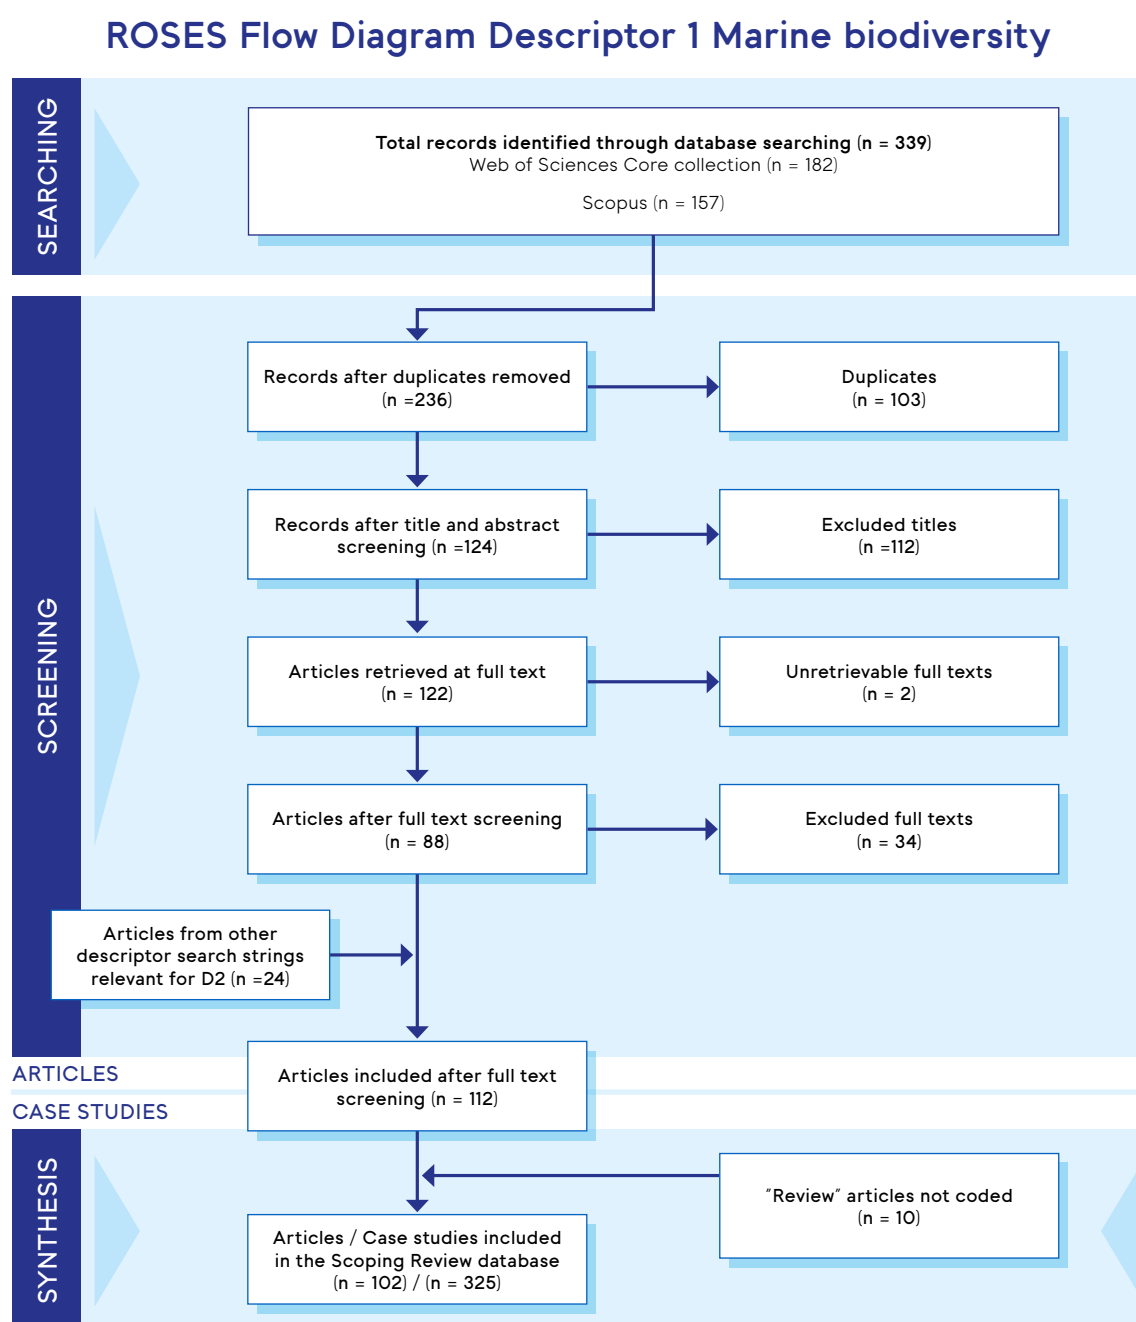 ROSES Flow Diagram Descriptor 1 Marine biodiversity
SEARCHING
Total records identified through database searching (n = 339)
Web of Sciences Core collection (n = 182)
Scopus (n = 157)
SCREENING
Records after duplicates removed
(n =236)
Duplicates
(n = 103)
Records after title and abstract
screening (n =124)
Excluded titles
(n =112)
Articles retrieved at full text
(n = 122)
Unretrievable full texts
(n = 2)
Articles after full text screening
(n = 88)
Excluded full texts
(n = 34)
Articles from other
descriptor search strings
relevant for D2 (n =24)
ARTICLES
CASE STUDIES
Articles included after full text
screening (n = 112)
SYNTHESIS
"Review" articles not coded
(n = 10)
Articles / Case studies included
in the Scoping Review database
(n = 102) / (n = 325)